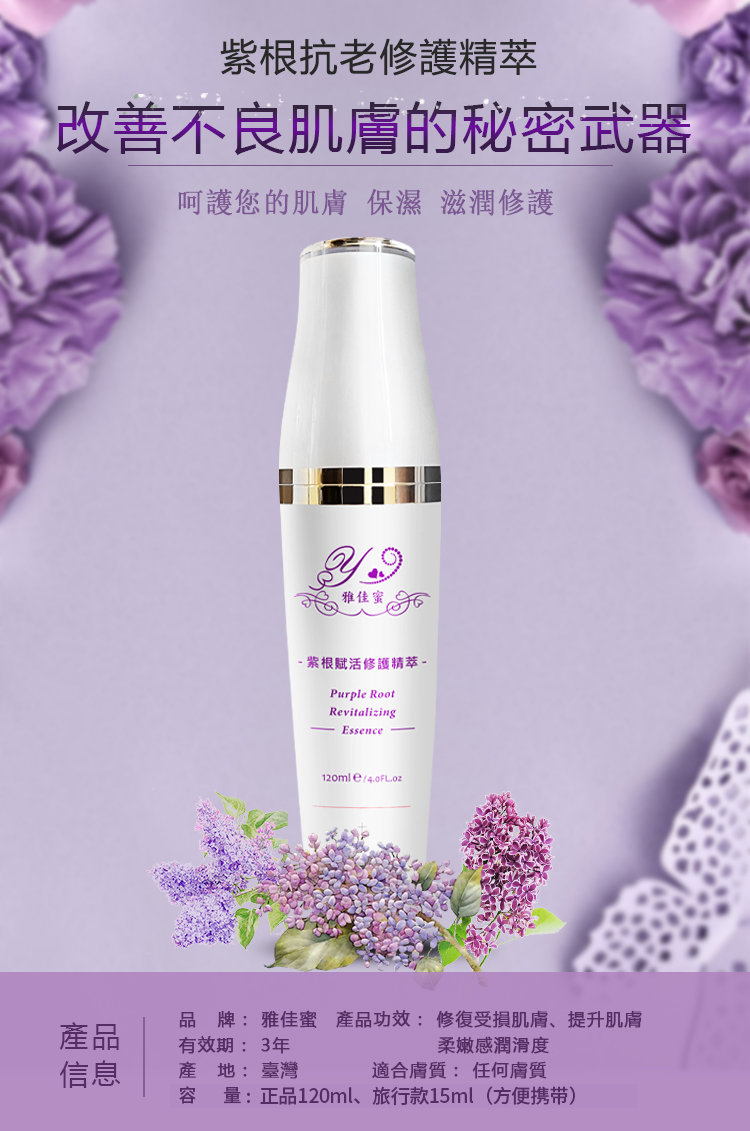 紫根抗老修護精萃
改善不良肌膚的秘密武器
呵護您的肌膚 保濕 滋潤修護
雅佳蜜
- 紫根賦活修護精萃 -
Purple Root
Revitalizing
Essence
120ml ℮/4.0FL.oz
產品
信息
品 牌： 雅佳蜜 產品功效： 修復受損肌膚、提升肌膚
有效期： 3年 柔嫩感潤滑度
產 地： 臺灣 適合膚質： 任何膚質
容 量：正品120ml、旅行款15ml（方便携带）